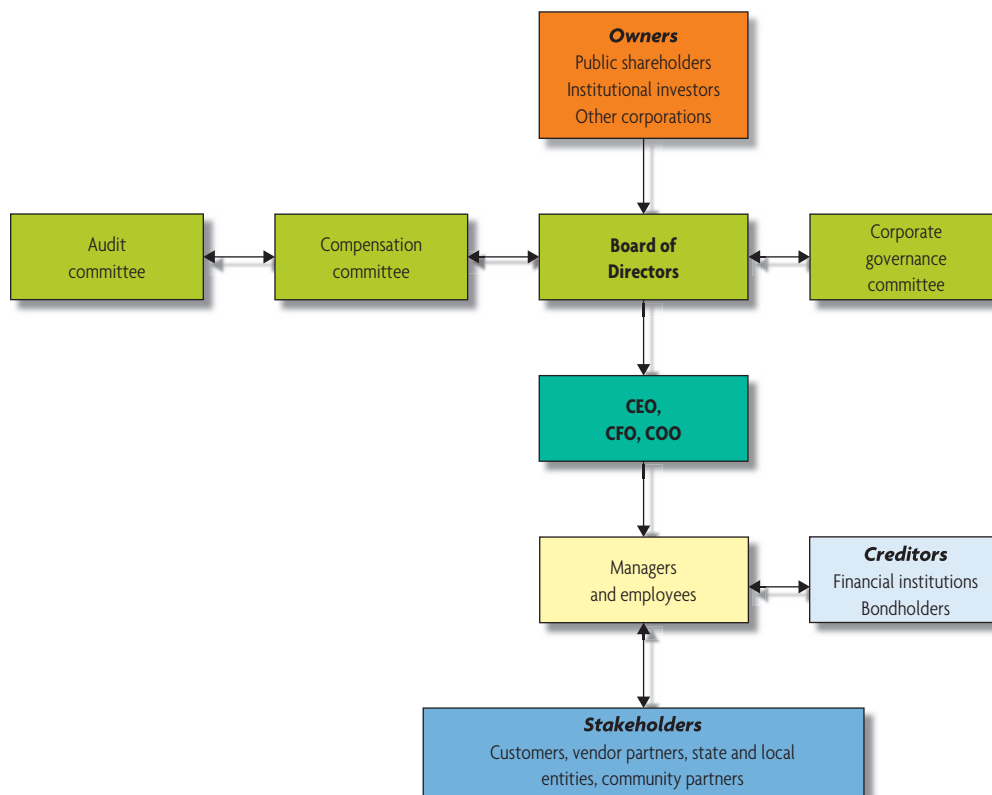 Owners
Public shareholders
Institutional investors
Other corporations
Audit
committee
Compensation
committee
Board of
Directors
Corporate
governance
committee
CEO,
CFO, COO
Managers
and employees
Creditors
Financial institutions
Bondholders
Stakeholders
Customers, vendor partners, state and local
entities, community partners